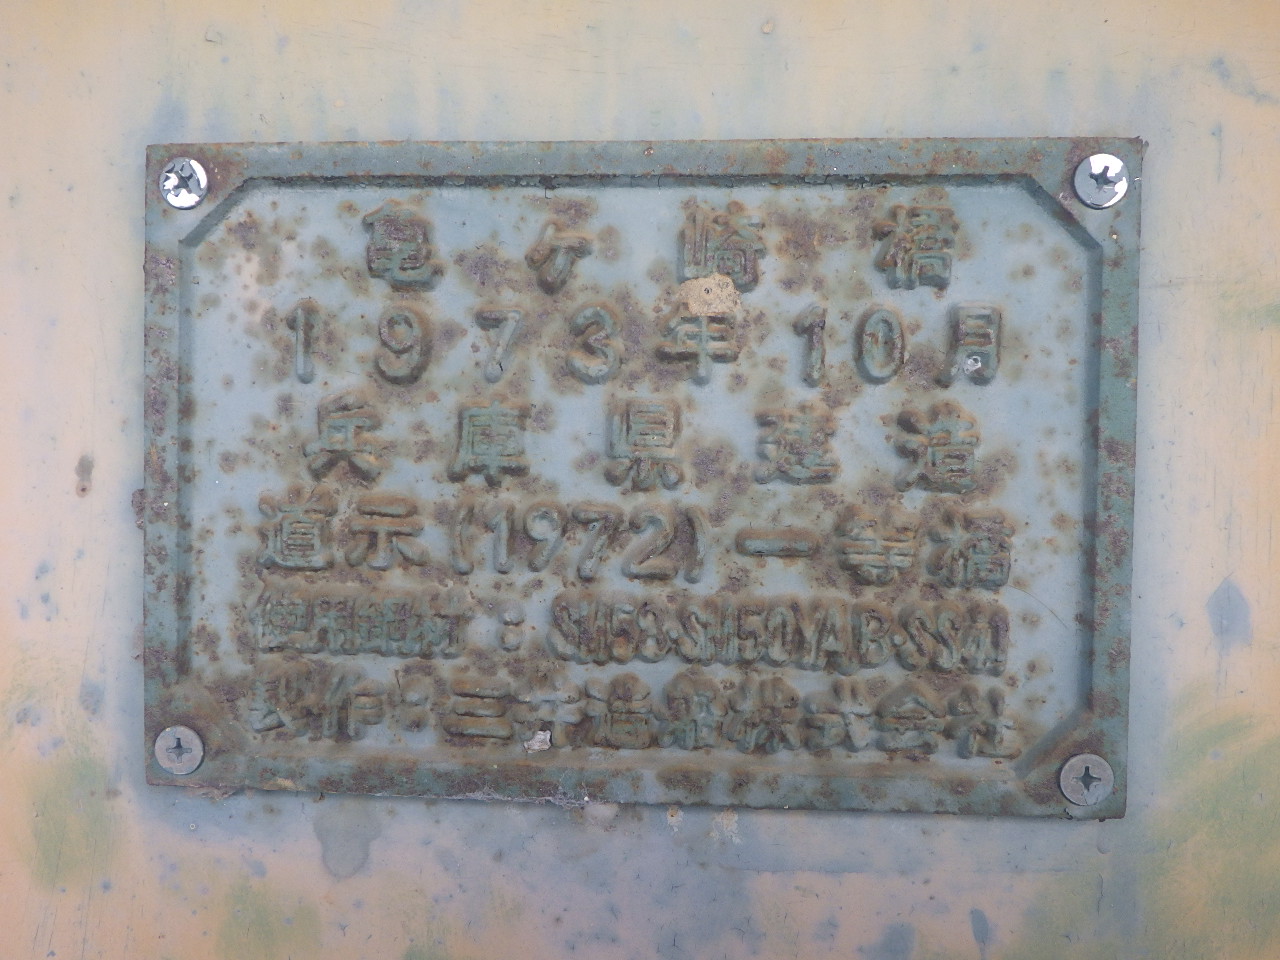 亀ケ崎橋
1973年10月
兵庫県建造
道示(1972)一等橋
使用鋼材:SM58・SM50YA,B・SS41
製作:三井造船株式会社